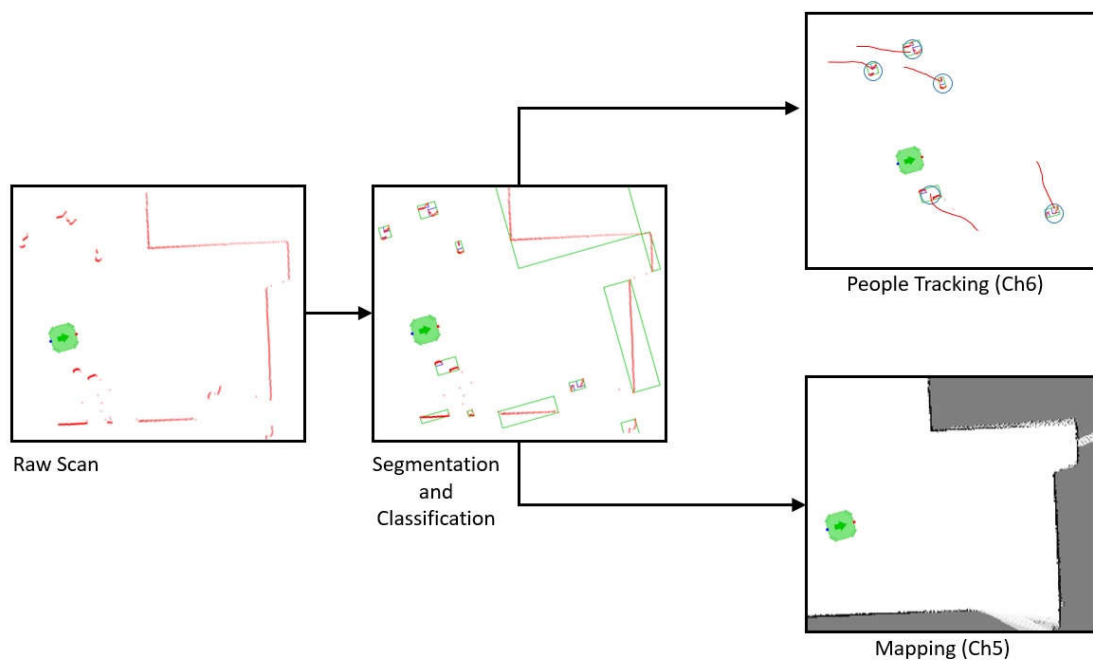 People Tracking (Ch6)
Raw Scan
Segmentation
and
Classification
Mapping (Ch5)